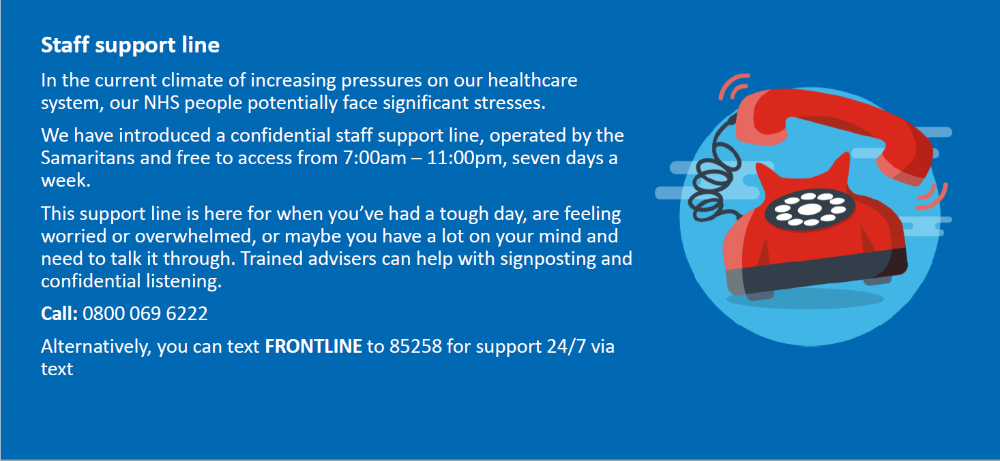 Staff support line
In the current climate of increasing pressures on our healthcare
system, our NHS people potentially face significant stresses.
We have introduced a confidential staff support line, operated by the
Samaritans and free to access from 7:00am – 11:00pm, seven days a
week.
This support line is here for when you’ve had a tough day, are feeling
worried or overwhelmed, or maybe you have a lot on your mind and
need to talk it through. Trained advisers can help with signposting and
confidential listening.
Call: 0800 069 6222
Alternatively, you can text FRONTLINE to 85258 for support 24/7 via
text